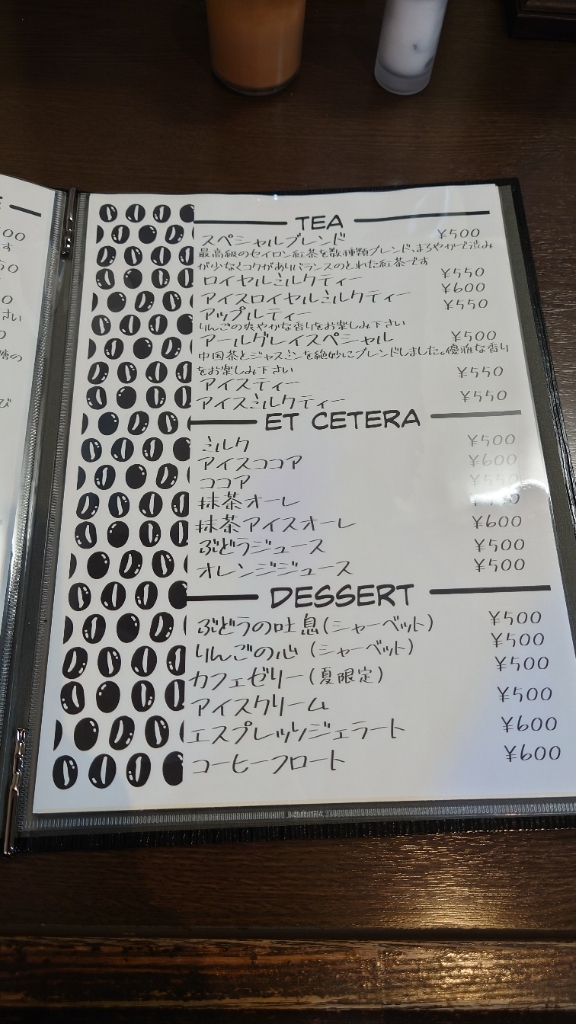 TEA
スペシャルブレンド ¥500
最高級のセイロン紅茶を数種類ブレンド、まろやかで渋み
が少なくコクがありバランスのとれた紅茶です
ロイヤルミルクティー ¥550
アイスロイヤルミルクティー ¥600
アップルティー ¥550
りんごの爽やかな香りをお楽しみ下さい
アールグレイスペシャル ¥500
中国茶とジャスミンを絶妙にブレンドしました。優雅な香り
をお楽しみ下さい
アイスティー ¥550
アイスミルクティー ¥550
ET CETERA
ミルク ¥500
アイスココア ¥600
ココア
抹茶オーレ
抹茶アイスオーレ ¥600
ぶどうジュース ¥500
オレンジジュース ¥500
DESSERT
ぶどうの吐息(シャーベット) ¥500
りんごの心(シャーベット) ¥500
カフェゼリー(夏限定) ¥500
アイスクリーム ¥500
エスプレッソジェラート ¥600
コーヒーフロート ¥600